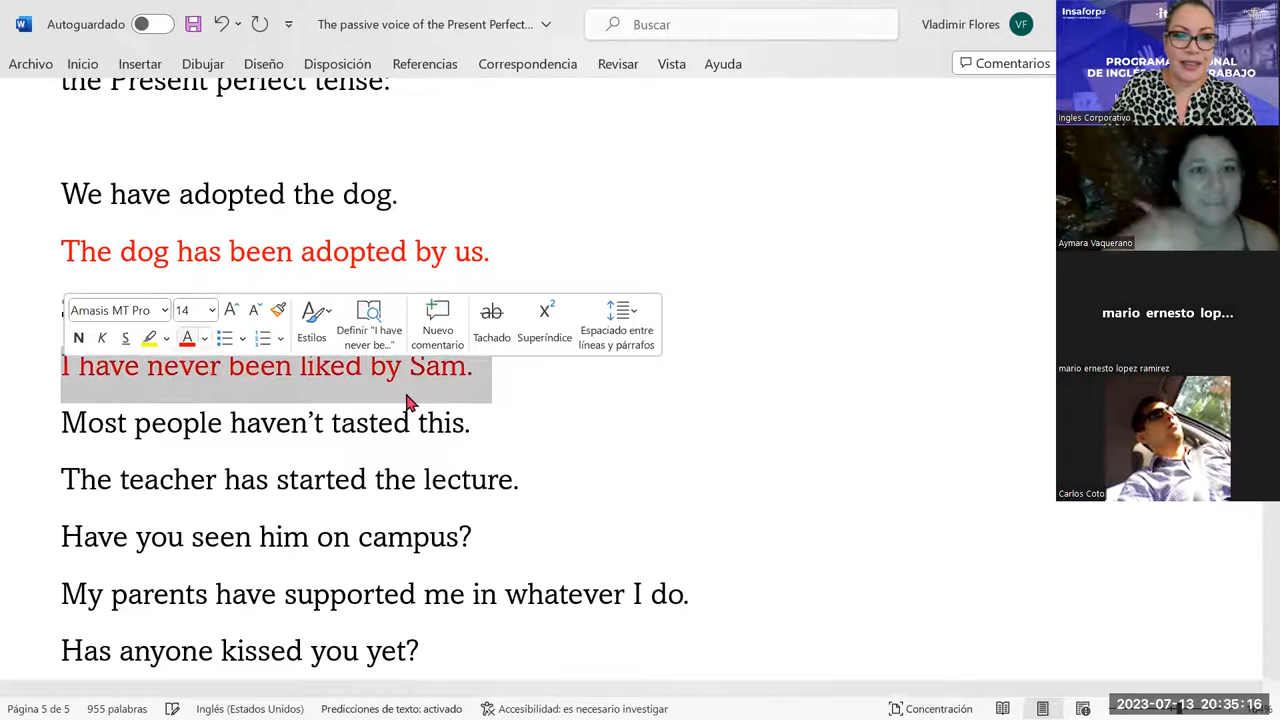 Autoguardado
The passive voice of the Present Perfect...
Buscar
Vladimir Flores
VF
Archivo
Inicio
Insertar
Dibujar
Diseño
Disposición
Referencias
Correspondencia
Revisar
Vista
Ayuda
Comentarios
the Present perfect tense:
We have adopted the dog.
The dog has been adopted by us.
Amasis MT Pro
14
Estilos
Definir "I have
never be..."
Nuevo
comentario
Tachado
Superíndice
Espaciado entre
líneas y párrafos
N K S
I have never been liked by Sam.
Most people haven't tasted this.
The teacher has started the lecture.
Have you seen him on campus?
My parents have supported me in whatever I do.
Has anyone kissed you yet?
Página 5 de 5
955 palabras
Inglés (Estados Unidos)
Predicciones de texto: activado
Accesibilidad: es necesario investigar
Concentración
Insaforp
Ingles Corporativo
Aymara Vaquerano
mario ernesto lop...
mario ernesto lopez ramirez
Carlos Coto
2023-07-13 20:35:16